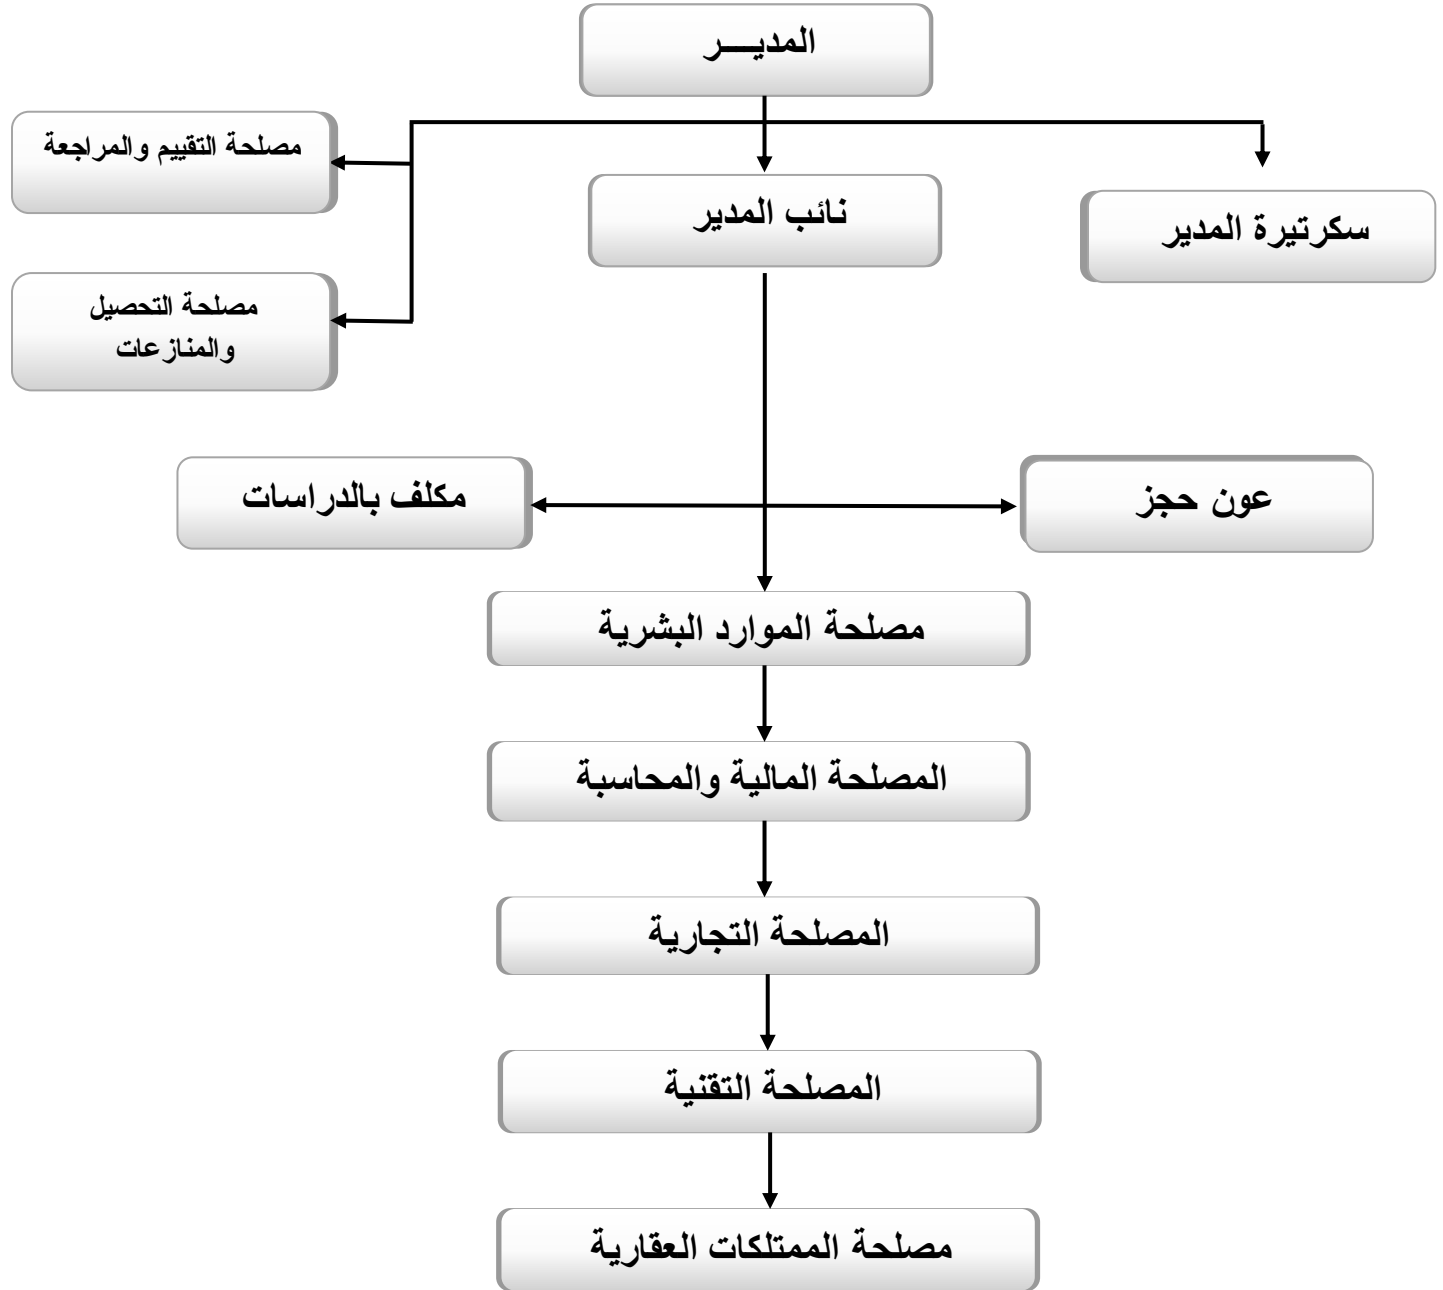 المديـــر
مصلحة التقييم والمراجعة
نائب المدير
سكرتيرة المدير
مصلحة التحصيل
والمنازعات
عون حجز
مكلف بالدراسات
مصلحة الموارد البشرية
المصلحة المالية والمحاسبة
المصلحة التجارية
المصلحة التقنية
مصلحة الممتلكات العقارية